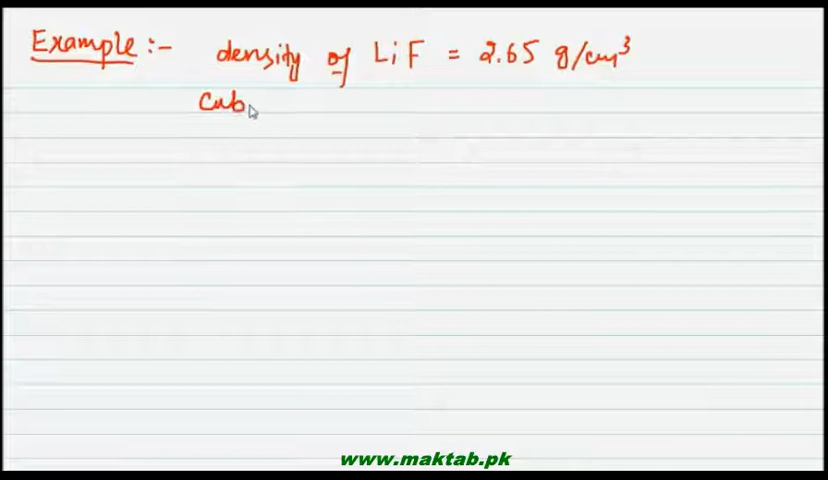 Example :- density of LiF = 2.65 g/cm³
Cub
www.maktab.pk